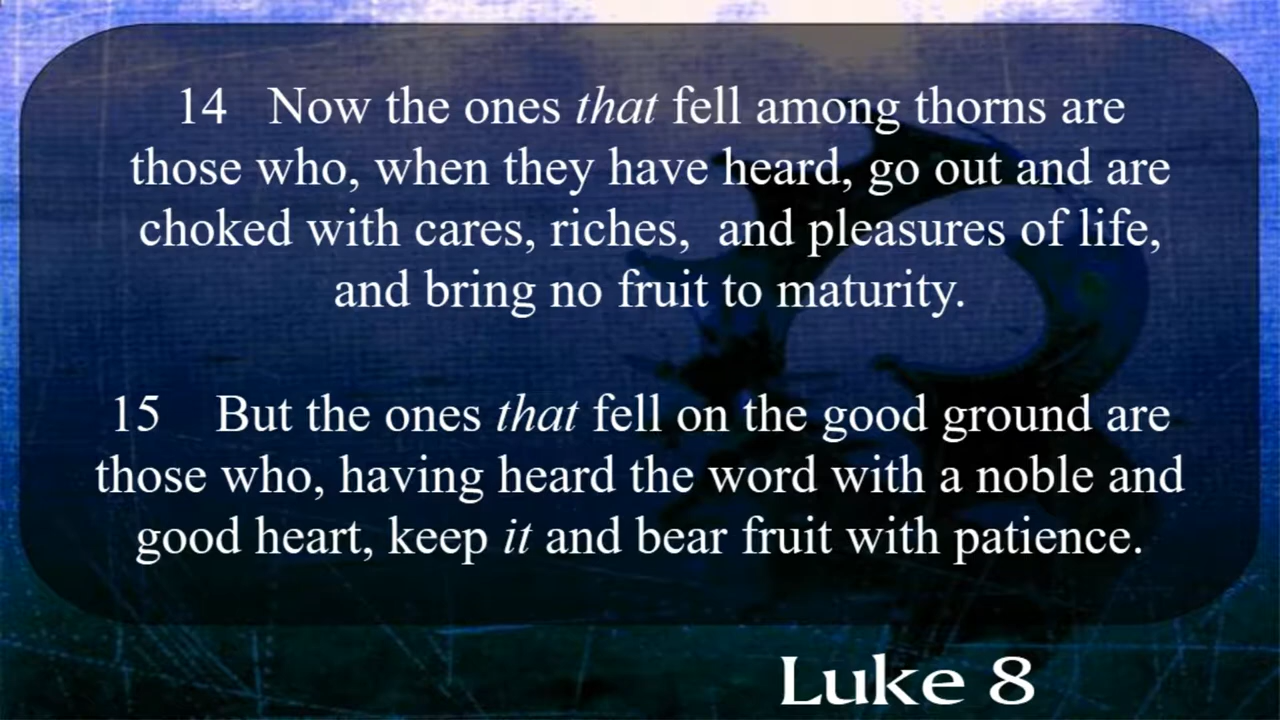 14 Now the ones that fell among thorns are
those who, when they have heard, go out and are
choked with cares, riches, and pleasures of life,
and bring no fruit to maturity.
15 But the ones that fell on the good ground are
those who, having heard the word with a noble and
good heart, keep it and bear fruit with patience.
Luke 8